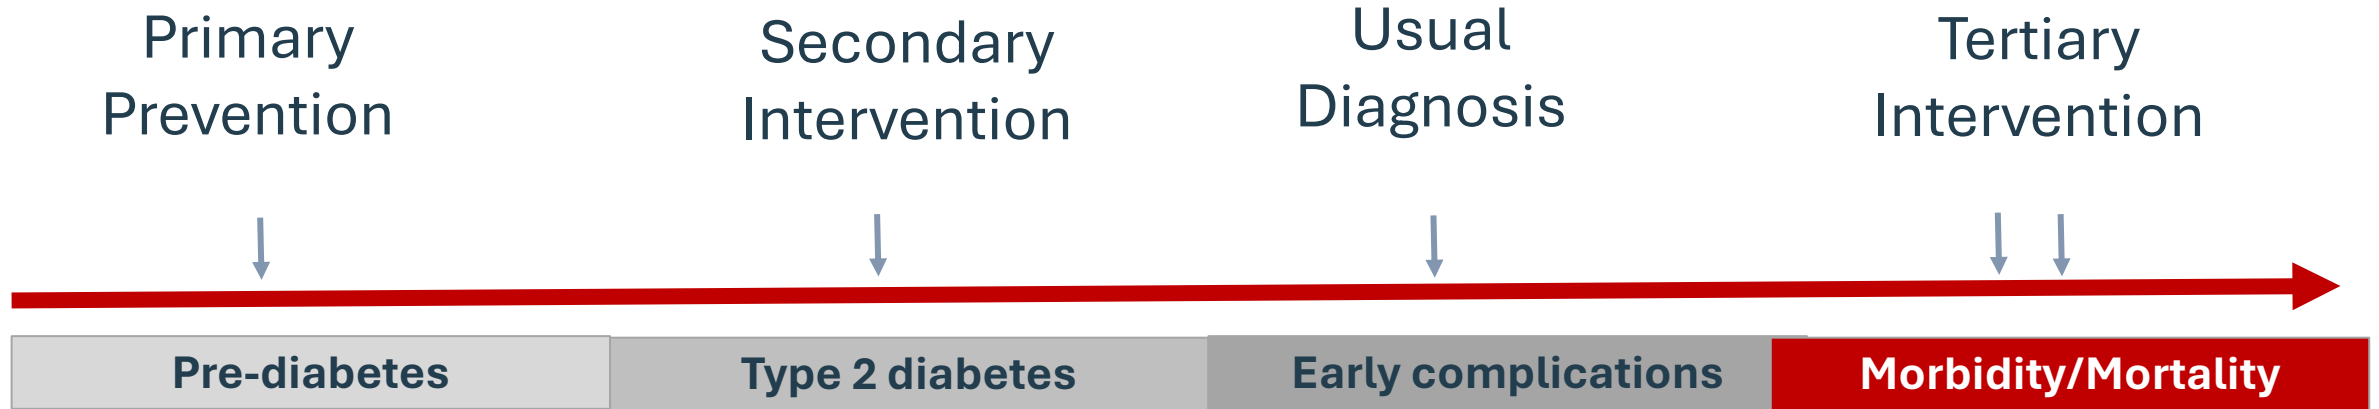 Primary
Prevention
Secondary
Intervention
Usual
Diagnosis
Tertiary
Intervention
Pre-diabetes
Type 2 diabetes
Early complications
Morbidity/Mortality